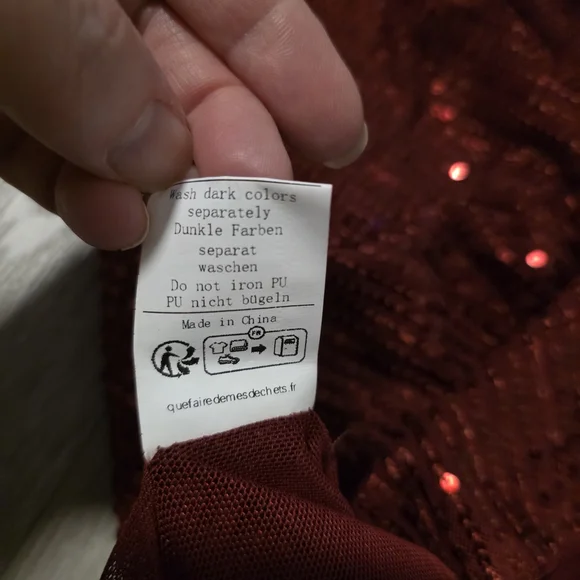 Wash dark colors
separately
Dunkle Farben
separat
waschen
Do not iron PU
PU nicht bügeln
Made in China
FR
quefairedemesdechets.fr